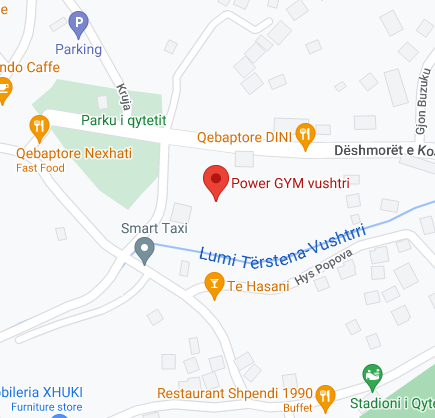 Parking
ndo Caffe
Kruja
Gjon Buzuku
Parku i qytetit
Qebaptore DINI
Dëshmorët e Ko
Qebaptore Nexhati
Fast Food
Power GYM vushtri
Smart Taxi
Lumi Tërstena-Vushtrri
Hys Popova
Te Hasani
obileria XHUKI
Furniture store
Restaurant Shpendi 1990
Buffet
Stadioni i Qyte